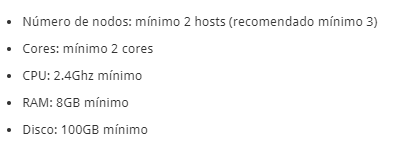 • Número de nodos: mínimo 2 hosts (recomendado mínimo 3)
• Cores: mínimo 2 cores
• CPU: 2.4Ghz mínimo
• RAM: 8GB mínimo
• Disco: 100GB mínimo